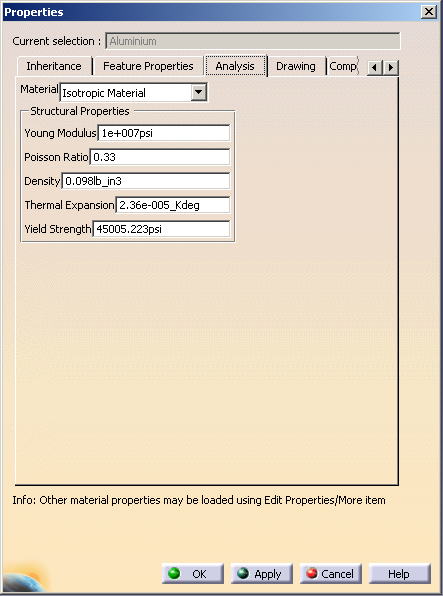 Properties
Current selection : Aluminium
Inheritance Feature Properties Analysis Drawing Comp
Material Isotropic Material
Structural Properties
Young Modulus 1e+007psi
Poisson Ratio 0.33
Density 0.098lb_in3
Thermal Expansion 2.36e-005_Kdeg
Yield Strength 45005.223psi
Info: Other material properties may be loaded using Edit Properties/More item
OK Apply Cancel Help